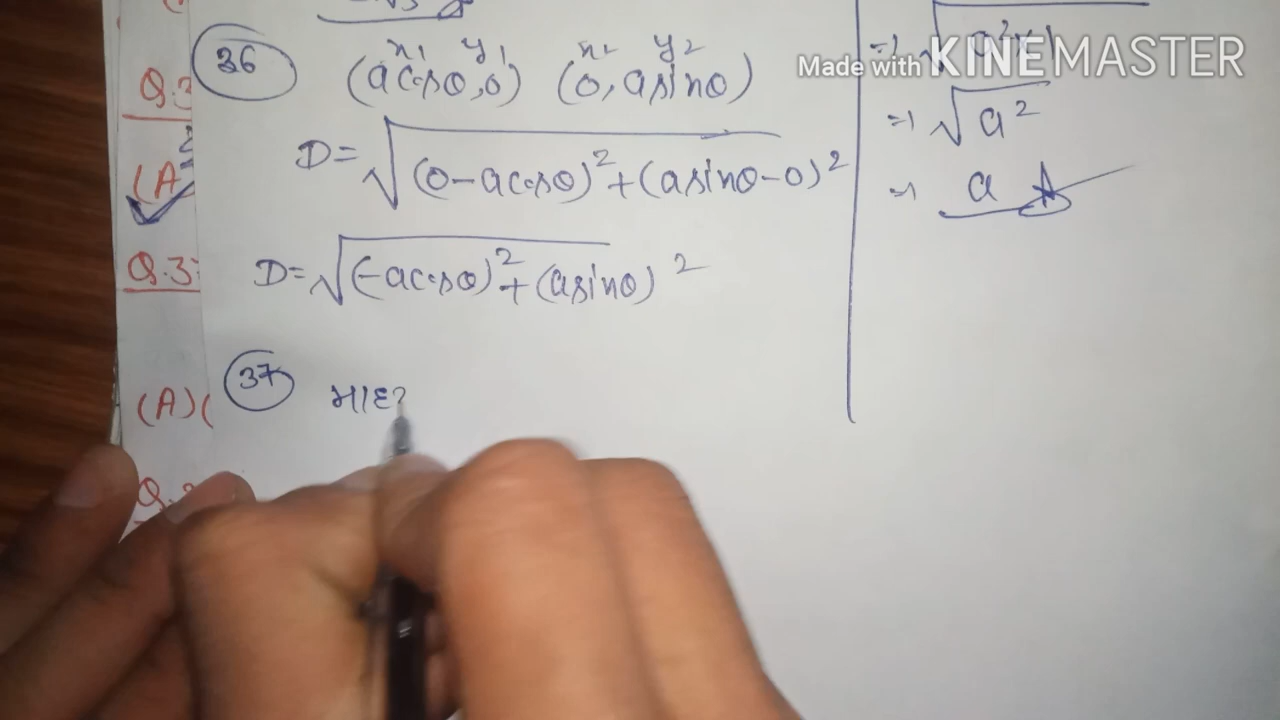 36
x1 y1 x2 y2
(acosθ,0) (0,asinθ)
D=√(0-acosθ)²+(asinθ-0)²
D=√(-acosθ)²+(asinθ)²
37
Q.3
(A
Q.3
(A)(
Q.
Made with KINEMASTER
=) √a²x1
=) √a²
=) a A